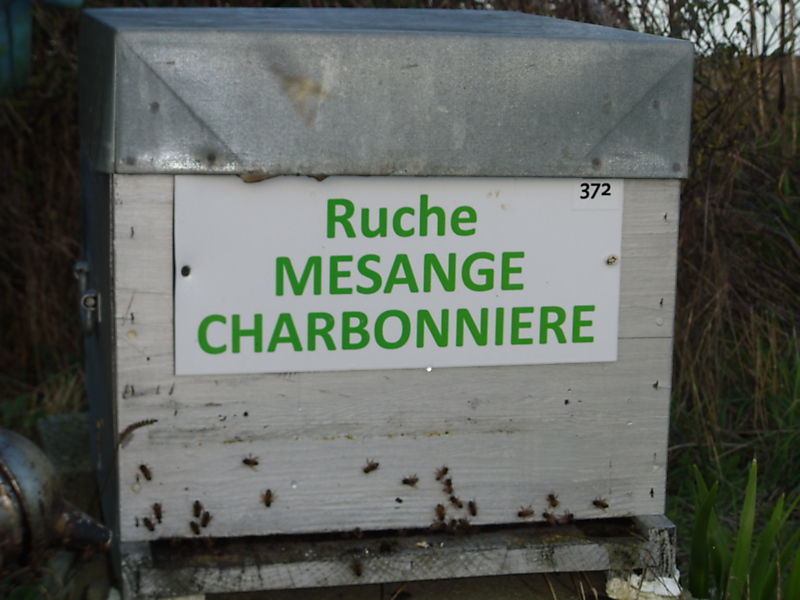 372
Ruche
MESANGE
CHARBONNIERE